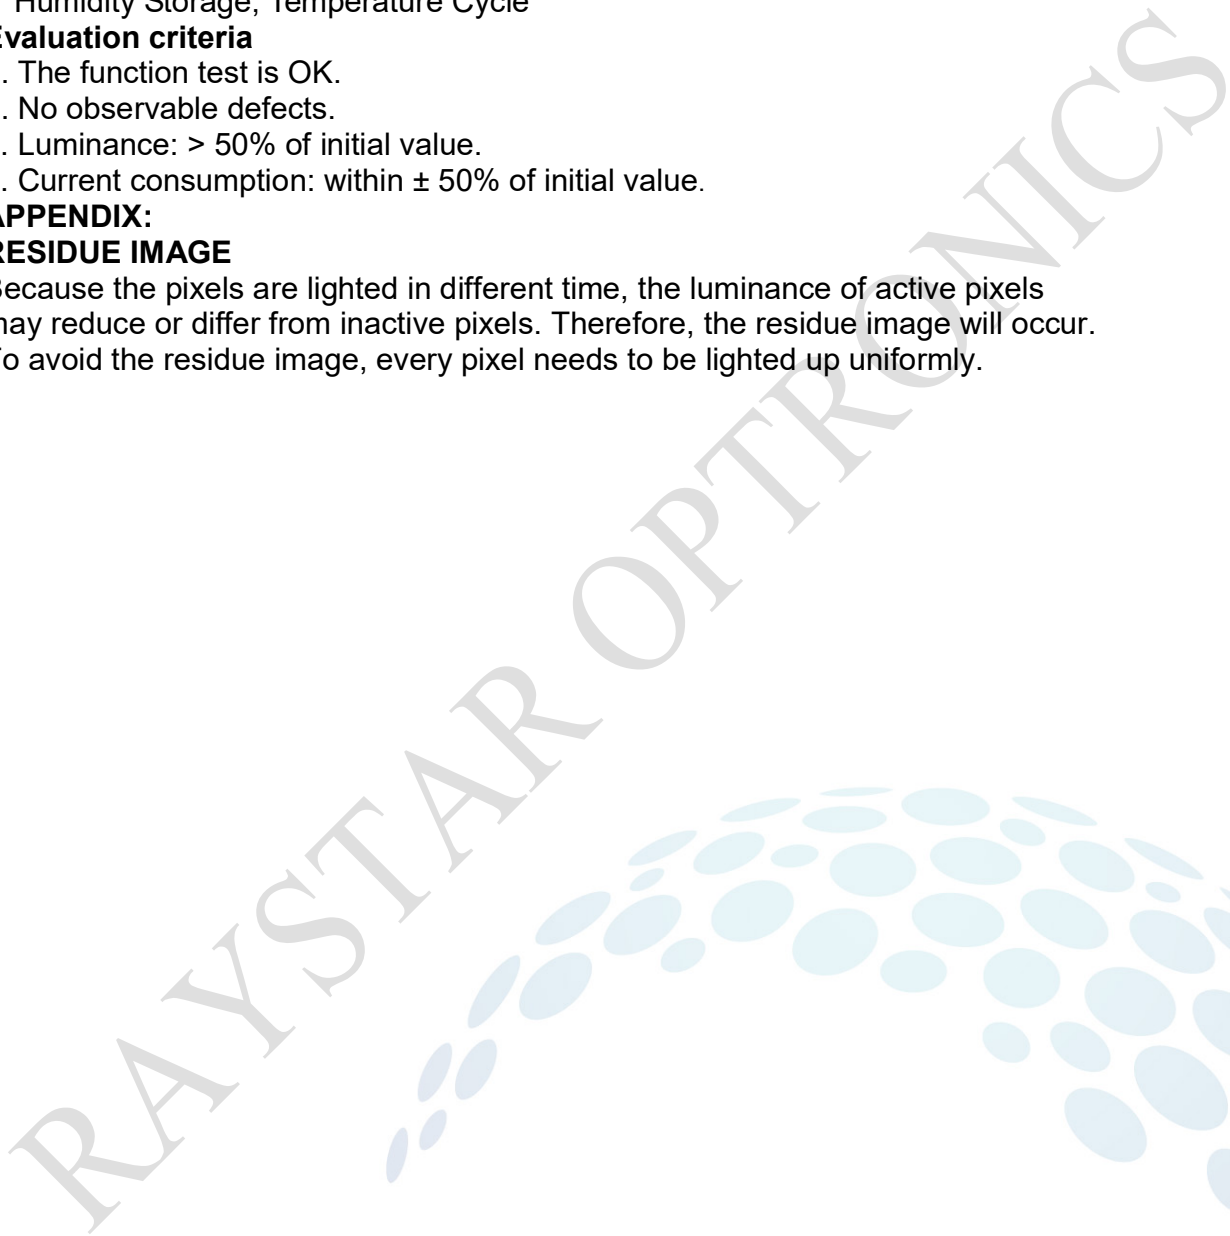 Humidity Storage, Temperature Cycle
valuation criteria
. The function test is OK.
. No observable defects.
. Luminance: > 50% of initial value.
. Current consumption: within ± 50% of initial value.
APPENDIX:
RESIDUE IMAGE
ecause the pixels are lighted in different time, the luminance of active pixels
may reduce or differ from inactive pixels. Therefore, the residue image will occur.
o avoid the residue image, every pixel needs to be lighted up uniformly.
RAYSTAR OPTRONICS